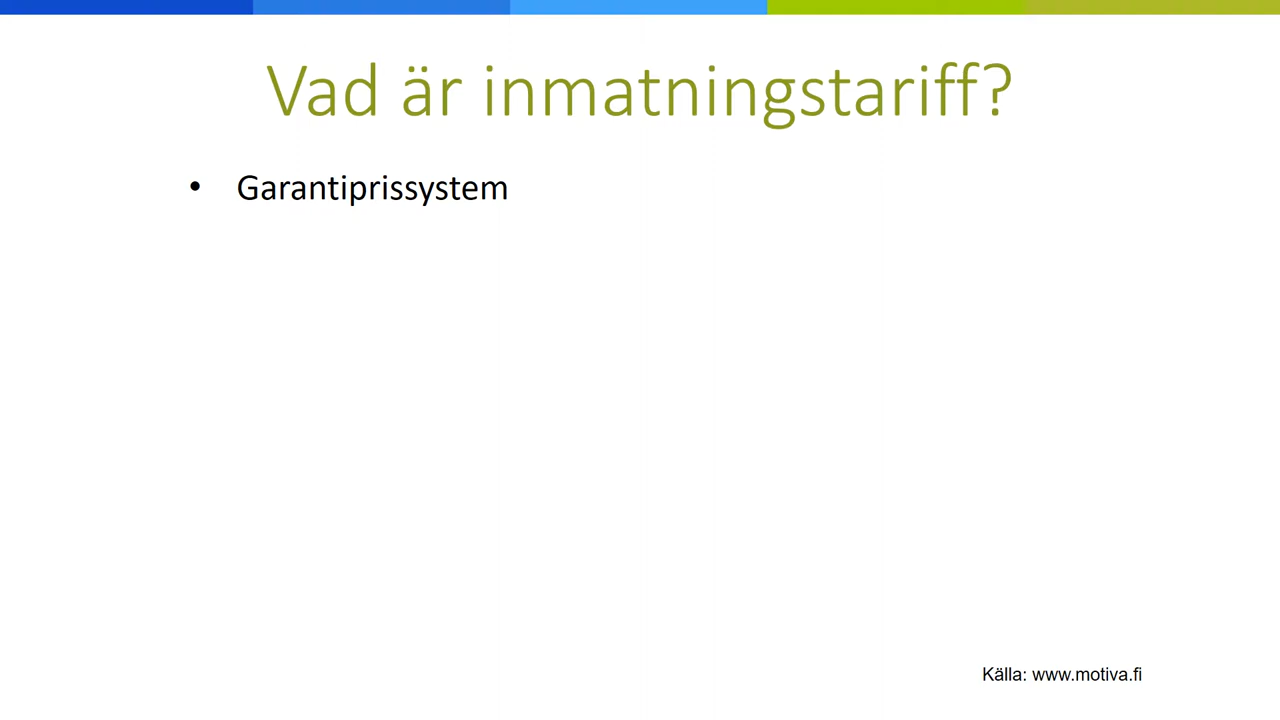 Vad är inmatningstariff?
• Garantiprissystem
Källa: www.motiva.fi